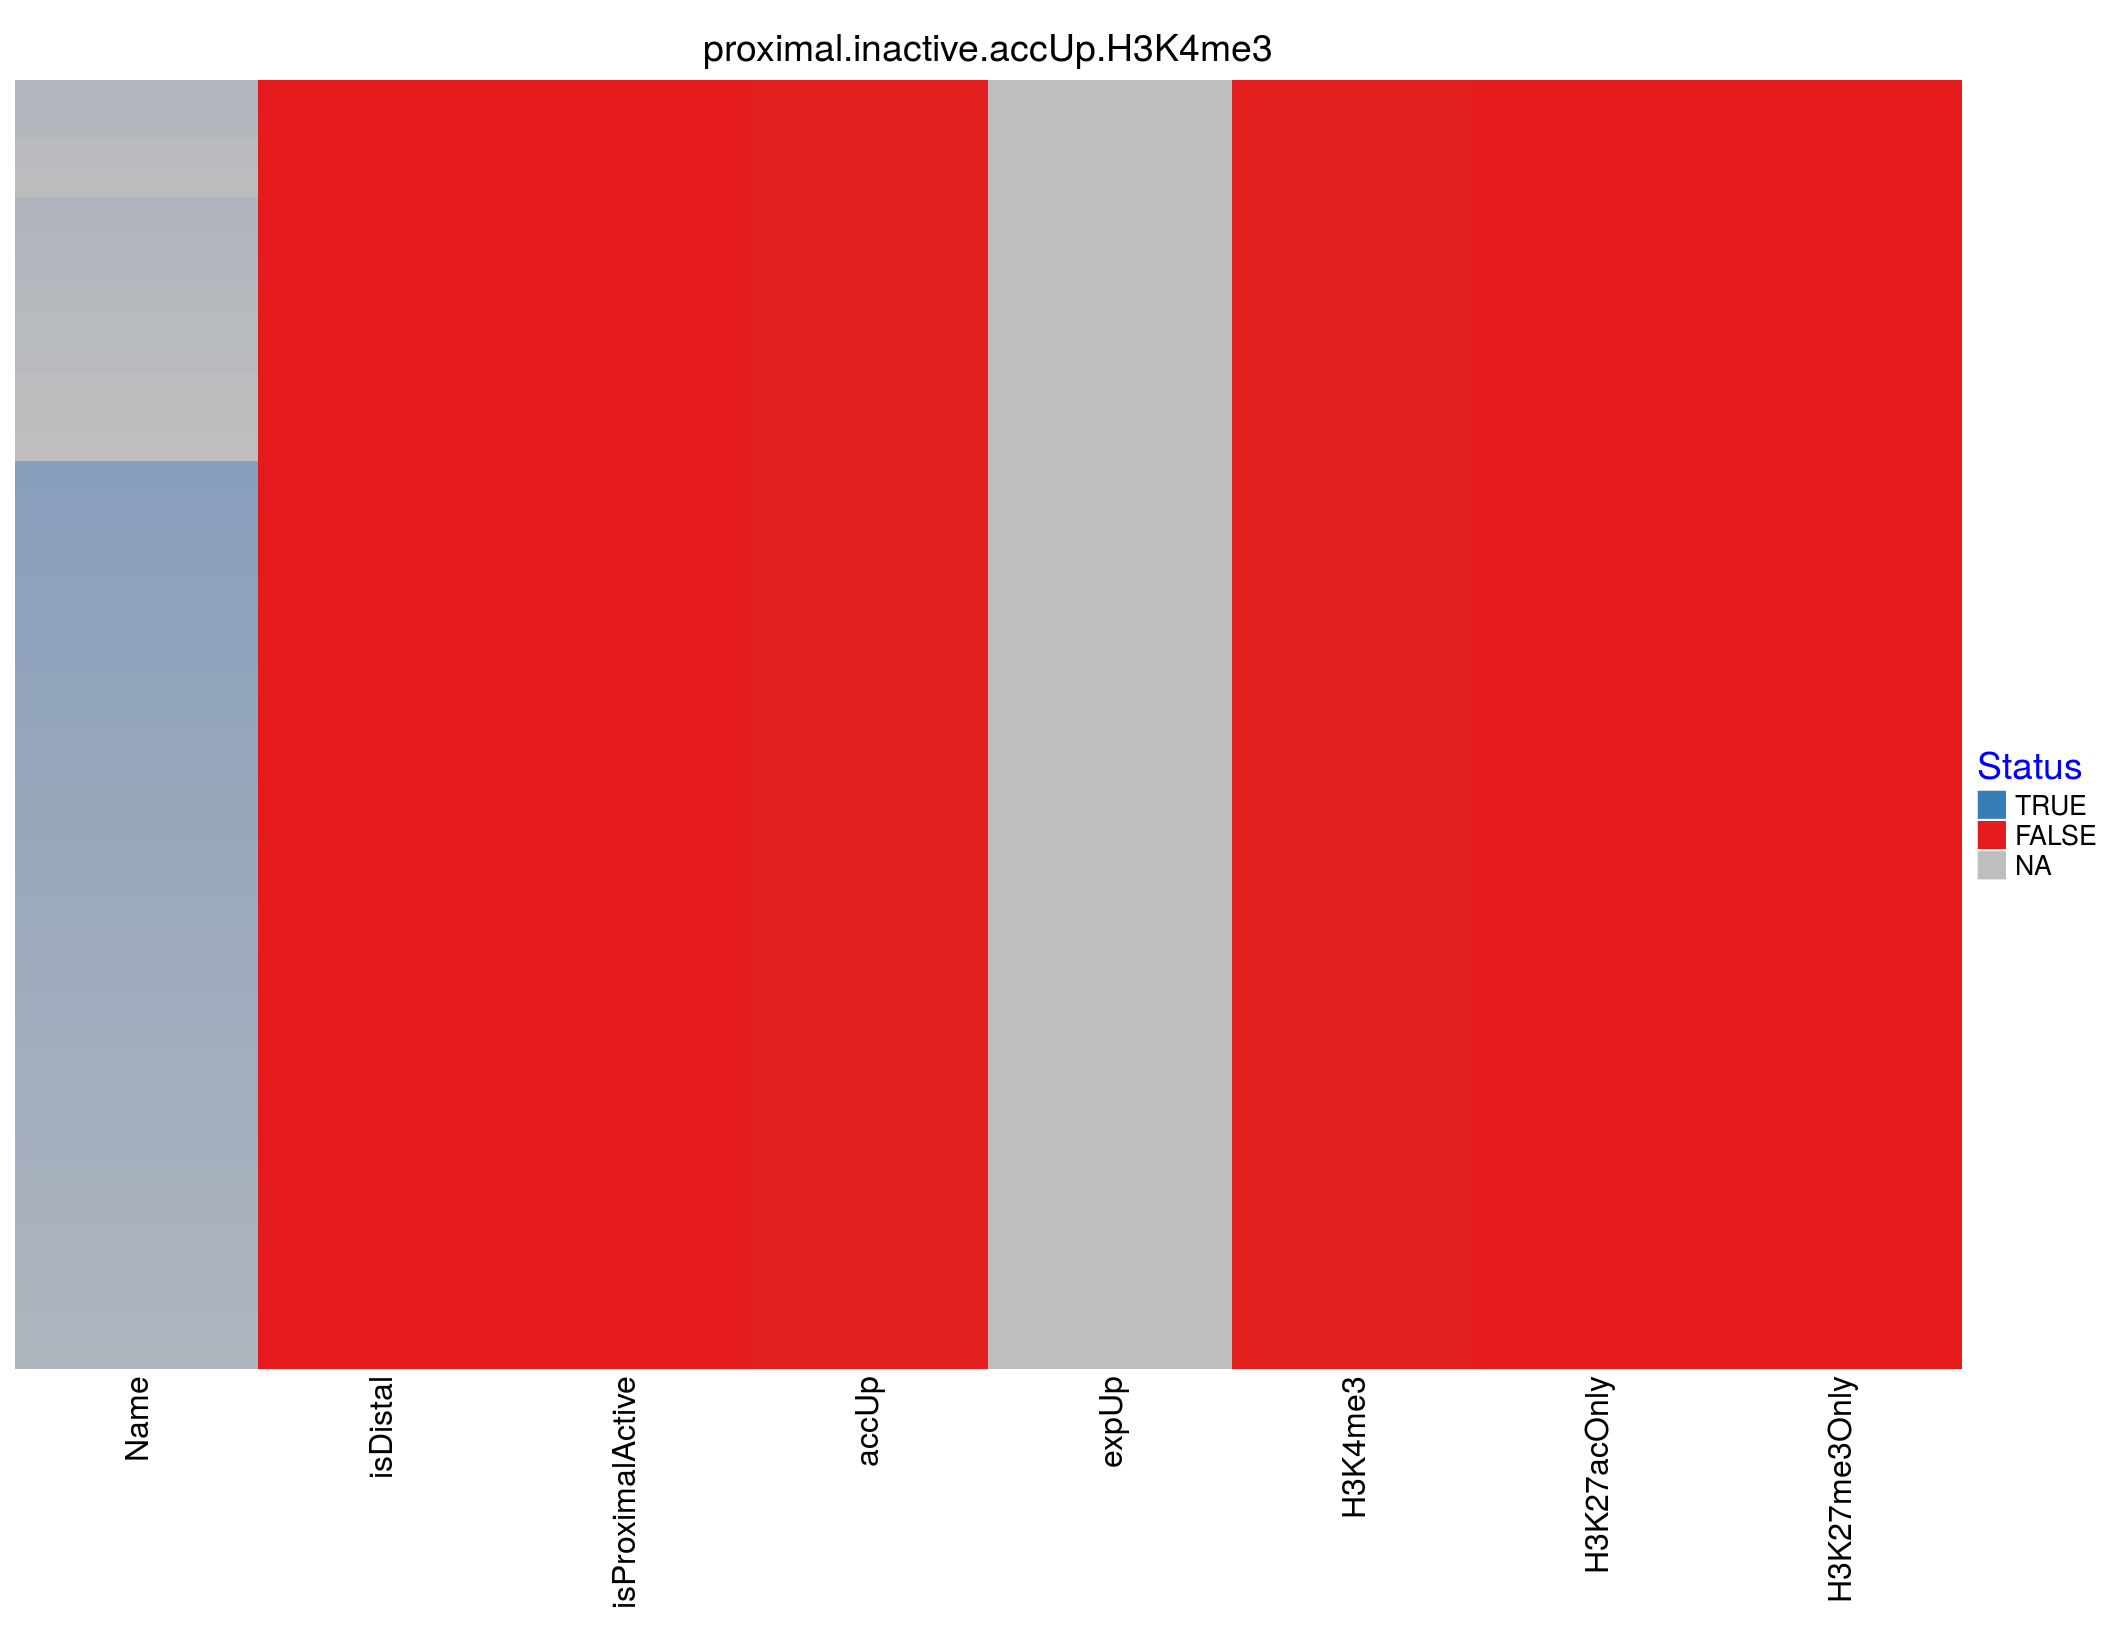 proximal.inactive.accUp.H3K4me3
Status
TRUE
FALSE
NA
Name
isDistal
isProximalActive
accUp
expUp
H3K4me3
H3K27acOnly
H3K27me3Only